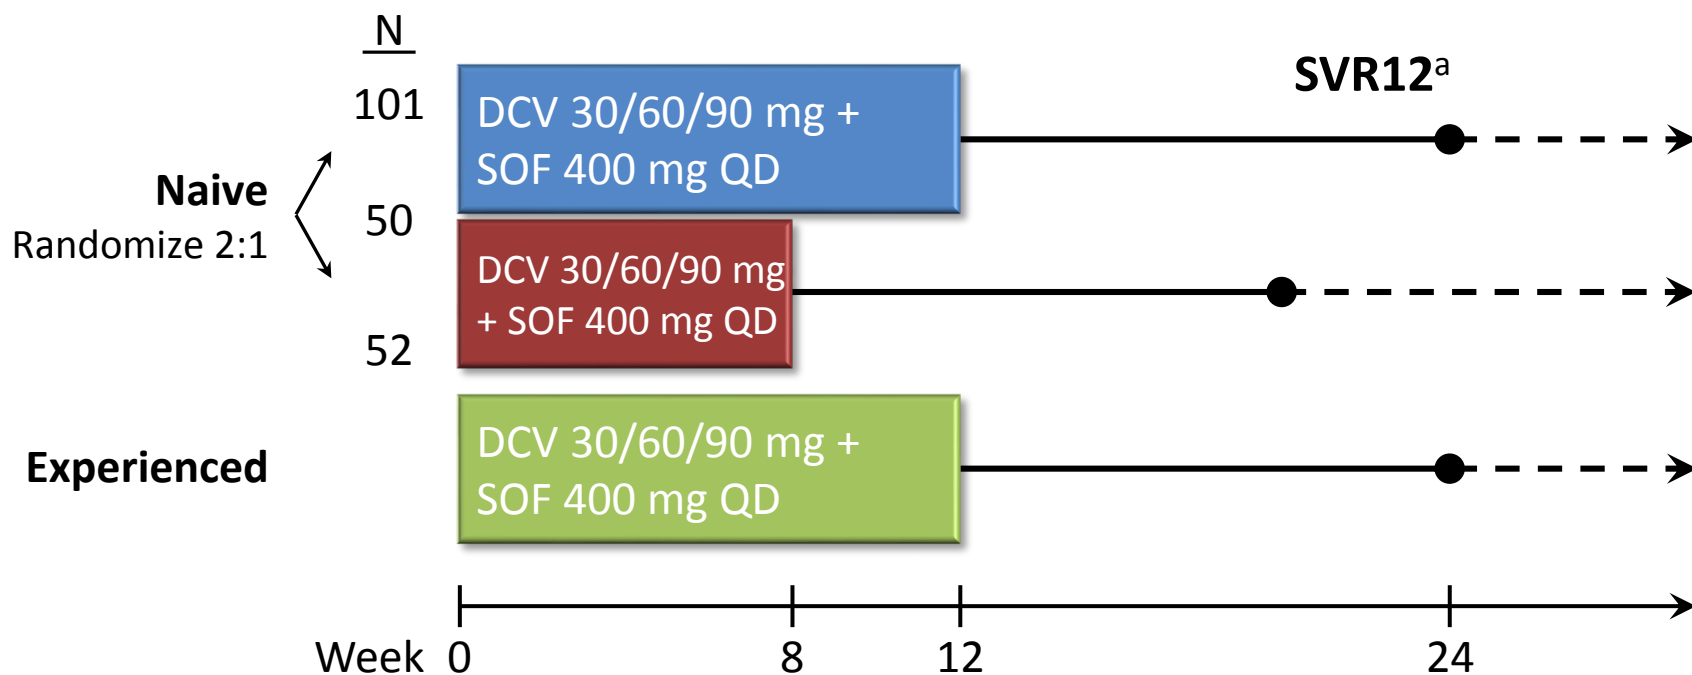 N
101
DCV 30/60/90 mg +
SOF 400 mg QD
SVR12ᵃ
Naive
Randomize 2:1
50
DCV 30/60/90 mg
+ SOF 400 mg QD
52
Experienced
DCV 30/60/90 mg +
SOF 400 mg QD
Week 0 8 12 24